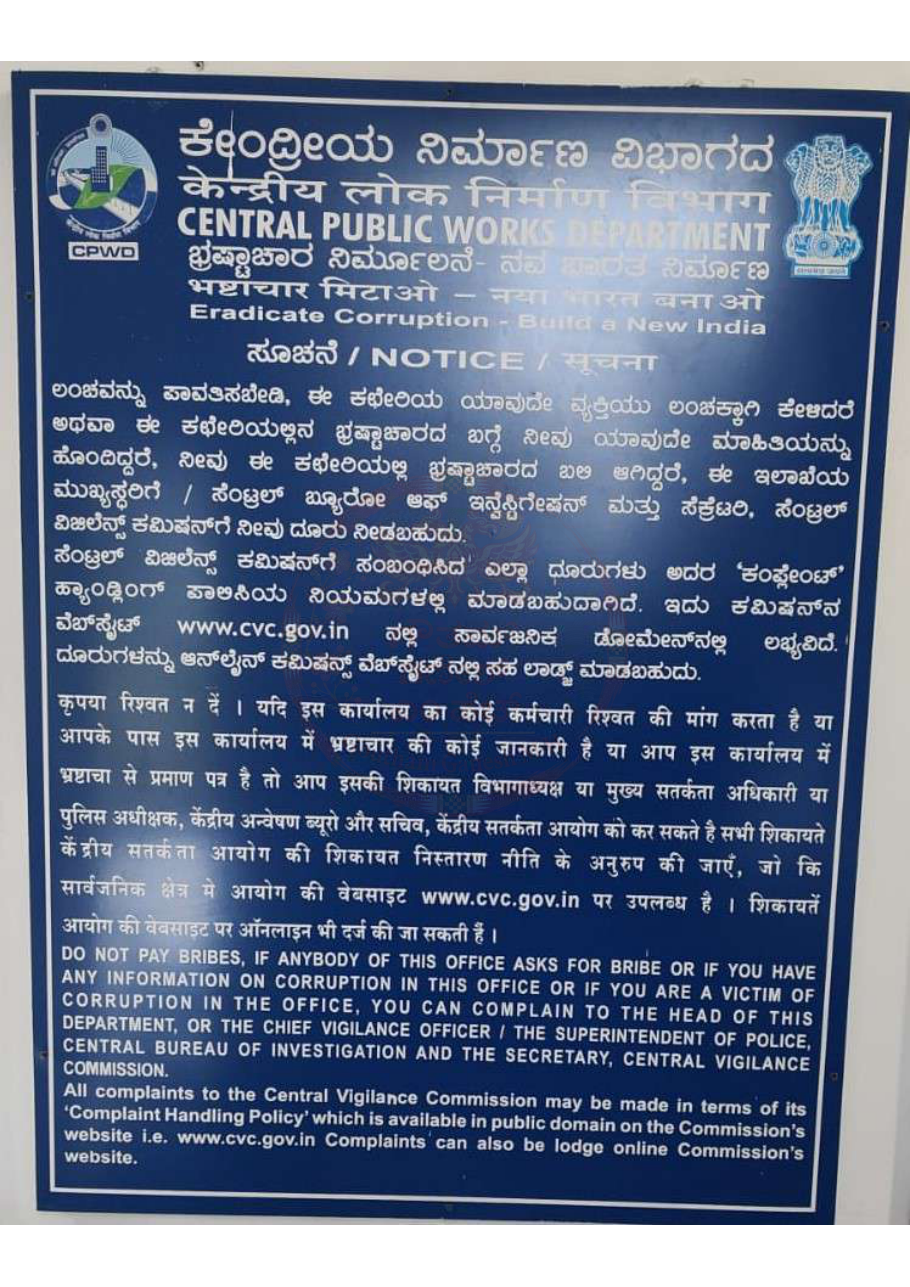 ಕೇಂದ್ರೀಯ ನಿರ್ಮಾಣ ವಿಭಾಗದ
केन्द्रीय लोक निर्माण विभाग
CENTRAL PUBLIC WORKS DEPARTMENT
CPWD
ಭ್ರಷ್ಟಾಚಾರ ನಿರ್ಮೂಲನೆ- ನವ ಭಾರತ ನಿರ್ಮಾಣ
भ्रष्टाचार मिटाओ – नया भारत बनाओ
Eradicate Corruption - Build a New India
ಸೂಚನೆ / NOTICE / सूचना
ಲಂಚವನ್ನು ಪಾವತಿಸಬೇಡಿ, ಈ ಕಛೇರಿಯ ಯಾವುದೇ ವ್ಯಕ್ತಿಯು ಲಂಚಕ್ಕಾಗಿ ಕೇಳಿದರೆ
ಅಥವಾ ಈ ಕಛೇರಿಯಲ್ಲಿನ ಭ್ರಷ್ಟಾಚಾರದ ಬಗ್ಗೆ ನೀವು ಯಾವುದೇ ಮಾಹಿತಿಯನ್ನು
ಹೊಂದಿದ್ದರೆ, ನೀವು ಈ ಕಛೇರಿಯಲ್ಲಿ ಭ್ರಷ್ಟಾಚಾರದ ಬಲಿ ಆಗಿದ್ದರೆ, ಈ ಇಲಾಖೆಯ
ಮುಖ್ಯಸ್ಥರಿಗೆ / ಸೆಂಟ್ರಲ್ ಬ್ಯೂರೋ ಆಫ್ ಇನ್ವೆಸ್ಟಿಗೇಷನ್ ಮತ್ತು ಸೆಕ್ರೆಟರಿ, ಸೆಂಟ್ರಲ್
ವಿಜಿಲೆನ್ಸ್ ಕಮಿಷನ್‌ಗೆ ನೀವು ದೂರು ನೀಡಬಹುದು.
ಸೆಂಟ್ರಲ್ ವಿಜಿಲೆನ್ಸ್ ಕಮಿಷನ್‌ಗೆ ಸಂಬಂಧಿಸಿದ ಎಲ್ಲಾ ಧೂರುಗಳು ಅದರ 'ಕಂಪ್ಲೇಂಟ್'
ಹ್ಯಾಂಡ್ಲಿಂಗ್ ಪಾಲಿಸಿಯ ನಿಯಮಗಳಲ್ಲಿ ಮಾಡಬಹುದಾಗಿದೆ. ಇದು ಕಮಿಷನ್‌ನ
ವೆಬ್‌ಸೈಟ್ www.cvc.gov.in ನಲ್ಲಿ ಸಾರ್ವಜನಿಕ ಡೋಮೇನ್‌ನಲ್ಲಿ ಲಭ್ಯವಿದೆ.
ದೂರುಗಳನ್ನು ಆನ್‌ಲೈನ್ ಕಮಿಷನ್ಸ್ ವೆಬ್‌ಸೈಟ್ ನಲ್ಲಿ ಸಹ ಲಾಡ್ಜ್ ಮಾಡಬಹುದು.
कृपया रिश्वत न दें । यदि इस कार्यालय का कोई कर्मचारी रिश्वत की मांग करता है या
आपके पास इस कार्यालय में भ्रष्टाचार की कोई जानकारी है या आप इस कार्यालय में
भ्रष्टाचा से प्रमाण पत्र है तो आप इसकी शिकायत विभागाध्यक्ष या मुख्य सतर्कता अधिकारी या
पुलिस अधीक्षक, केंद्रीय अन्वेषण ब्यूरो और सचिव, केंद्रीय सतर्कता आयोग को कर सकते है सभी शिकायते
केंद्रीय सतर्कता आयोग की शिकायत निस्तारण नीति के अनुरुप की जाएँ, जो कि
सार्वजनिक क्षेत्र मे आयोग की वेबसाइट www.cvc.gov.in पर उपलब्ध है । शिकायतें
आयोग की वेबसाइट पर ऑनलाइन भी दर्ज की जा सकती हैं ।
DO NOT PAY BRIBES, IF ANYBODY OF THIS OFFICE ASKS FOR BRIBE OR IF YOU HAVE
ANY INFORMATION ON CORRUPTION IN THIS OFFICE OR IF YOU ARE A VICTIM OF
CORRUPTION IN THE OFFICE, YOU CAN COMPLAIN TO THE HEAD OF THIS
DEPARTMENT, OR THE CHIEF VIGILANCE OFFICER / THE SUPERINTENDENT OF POLICE,
CENTRAL BUREAU OF INVESTIGATION AND THE SECRETARY, CENTRAL VIGILANCE
COMMISSION.
All complaints to the Central Vigilance Commission may be made in terms of its
'Complaint Handling Policy' which is available in public domain on the Commission's
website i.e. www.cvc.gov.in Complaints can also be lodge online Commission's
website.